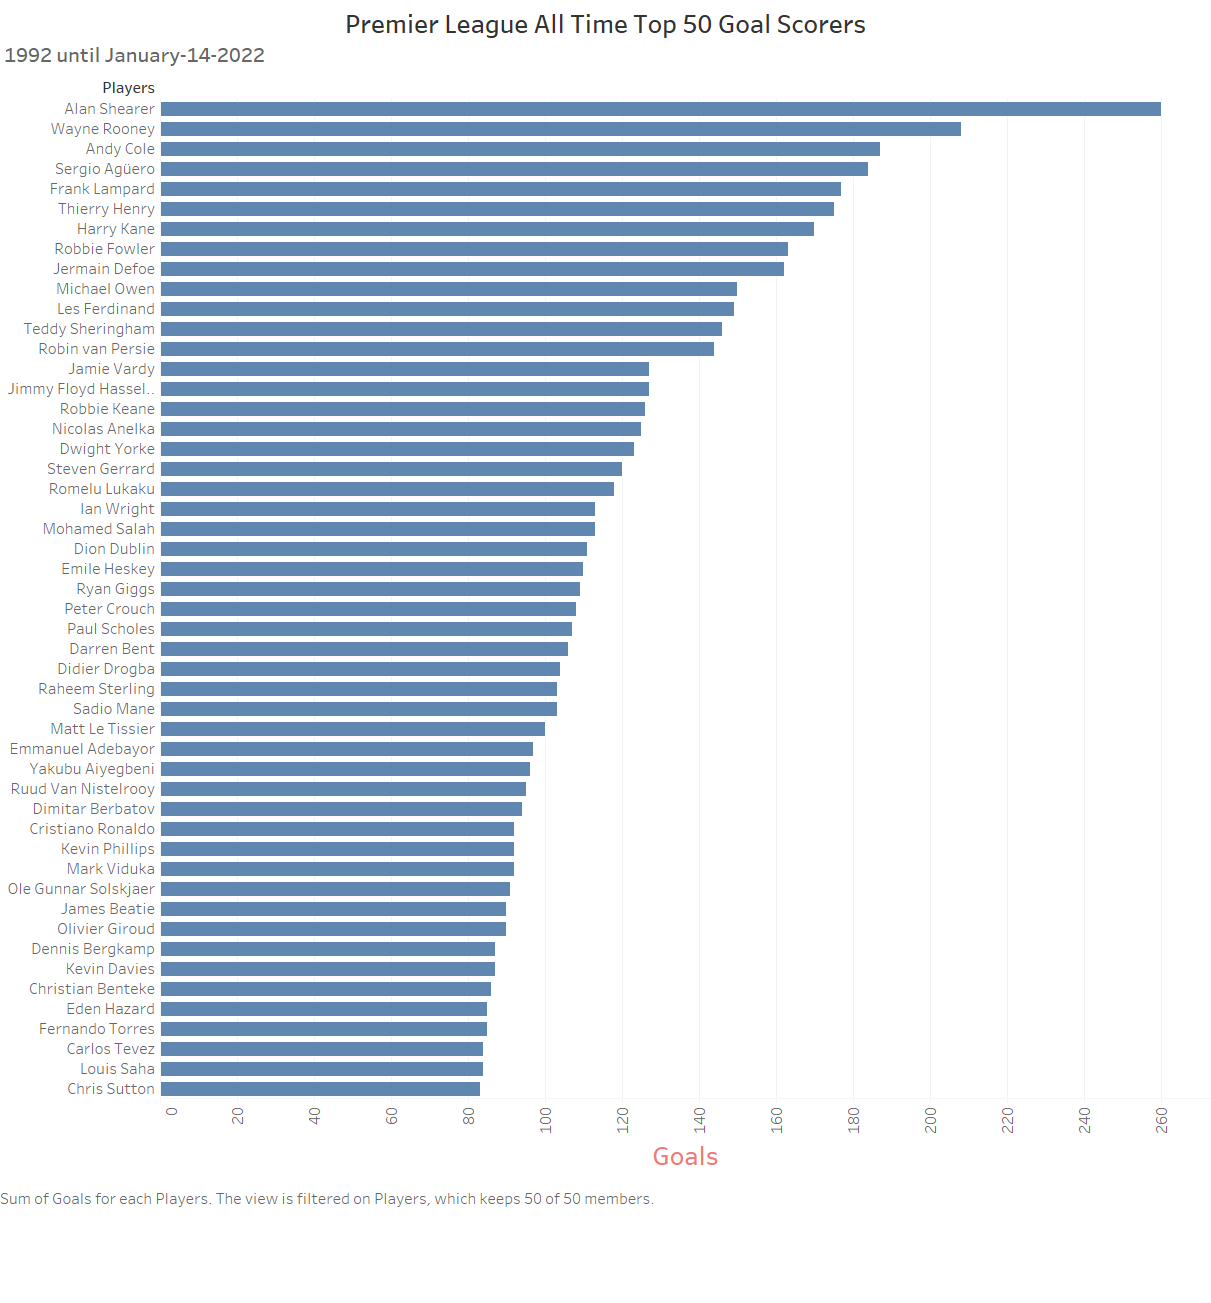 Premier League All Time Top 50 Goal Scorers
1992 until January-14-2022
Players
Alan Shearer
Wayne Rooney
Andy Cole
Sergio Agüero
Frank Lampard
Thierry Henry
Harry Kane
Robbie Fowler
Jermain Defoe
Michael Owen
Les Ferdinand
Teddy Sheringham
Robin van Persie
Jamie Vardy
Jimmy Floyd Hassel..
Robbie Keane
Nicolas Anelka
Dwight Yorke
Steven Gerrard
Romelu Lukaku
Ian Wright
Mohamed Salah
Dion Dublin
Emile Heskey
Ryan Giggs
Peter Crouch
Paul Scholes
Darren Bent
Didier Drogba
Raheem Sterling
Sadio Mane
Matt Le Tissier
Emmanuel Adebayor
Yakubu Aiyegbeni
Ruud Van Nistelrooy
Dimitar Berbatov
Cristiano Ronaldo
Kevin Phillips
Mark Viduka
Ole Gunnar Solskjaer
James Beatie
Olivier Giroud
Dennis Bergkamp
Kevin Davies
Christian Benteke
Eden Hazard
Fernando Torres
Carlos Tevez
Louis Saha
Chris Sutton
0 20 40 60 80 100 120 140 160 180 200 220 240 260
Goals
Sum of Goals for each Players. The view is filtered on Players, which keeps 50 of 50 members.